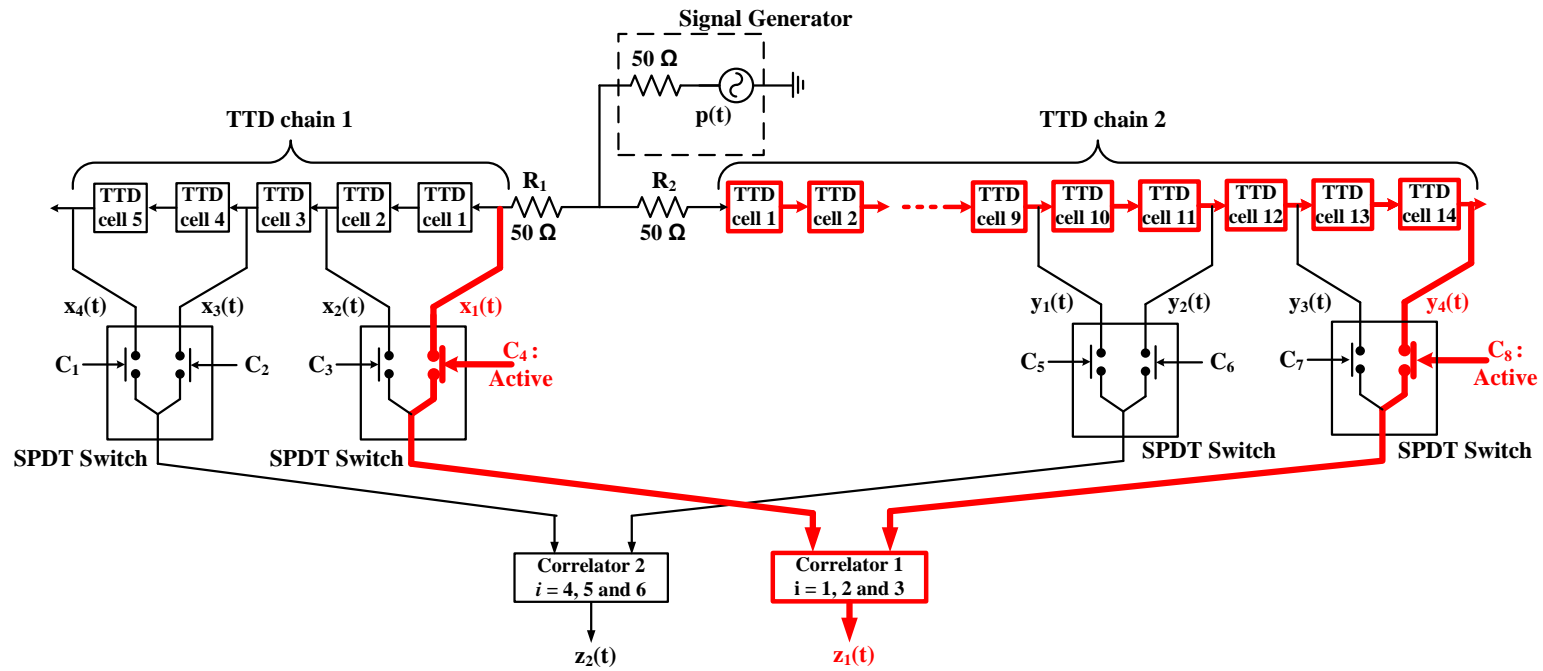 Signal Generator
50 Ω
p(t)
TTD chain 1
TTD chain 2
TTD cell 5
TTD cell 4
TTD cell 3
TTD cell 2
TTD cell 1
R1
50 Ω
R2
50 Ω
TTD cell 1
TTD cell 2
TTD cell 9
TTD cell 10
TTD cell 11
TTD cell 12
TTD cell 13
TTD cell 14
x4(t)
x3(t)
x2(t)
x1(t)
y1(t)
y2(t)
y3(t)
y4(t)
C1
C2
C3
C4 :
Active
C5
C6
C7
C8 :
Active
SPDT Switch
SPDT Switch
SPDT Switch
SPDT Switch
Correlator 2
i = 4, 5 and 6
Correlator 1
i = 1, 2 and 3
z2(t)
z1(t)